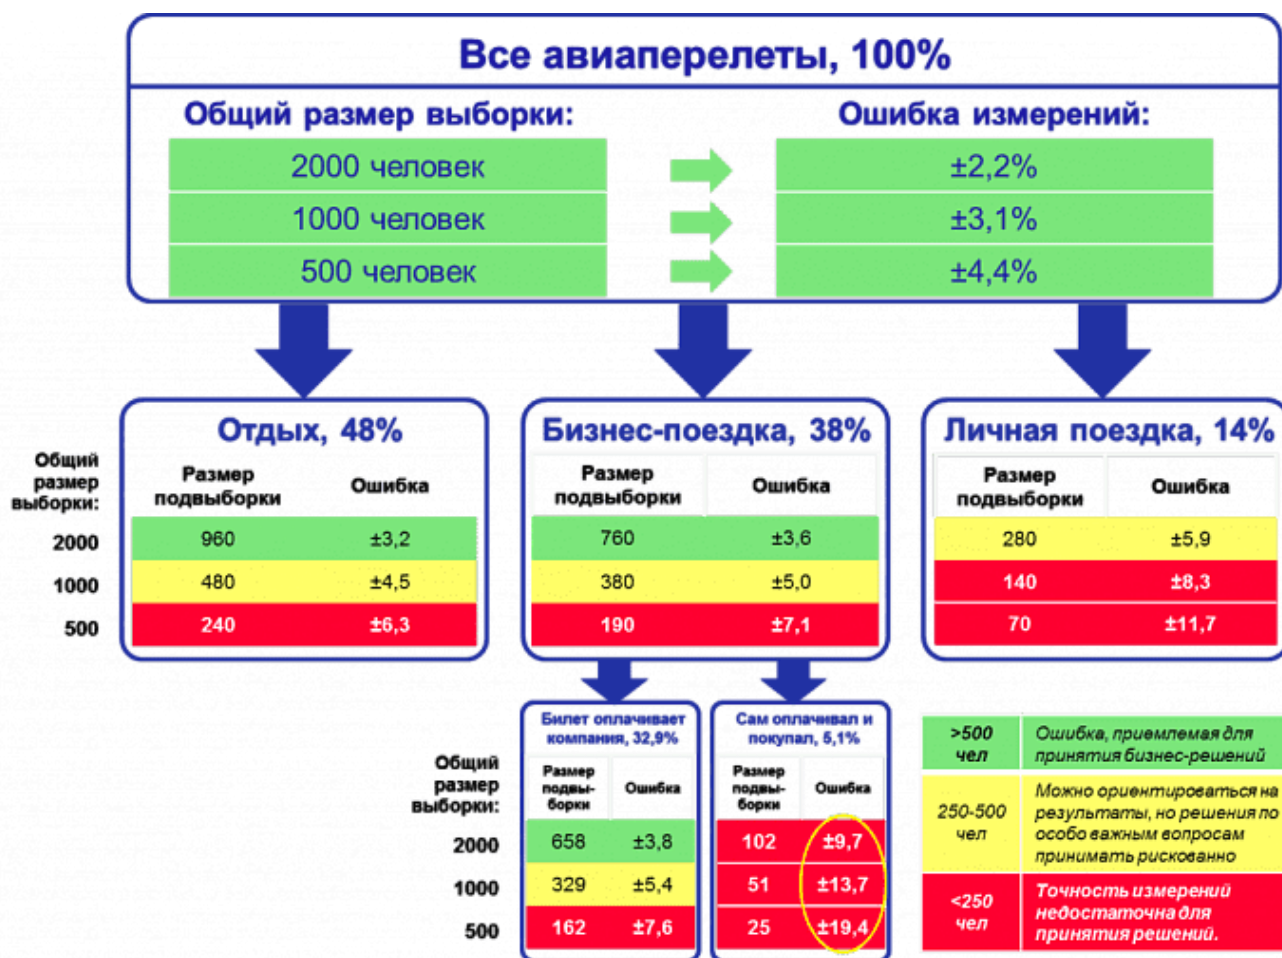 Все авиаперелеты, 100%
Общий размер выборки: Ошибка измерений:
2000 человек ±2,2%
1000 человек ±3,1%
500 человек ±4,4%
Отдых, 48%
Общий
размер
выборки:
Размер
подвыборки
Ошибка
2000 960 ±3,2
1000 480 ±4,5
500 240 ±6,3
Бизнес-поездка, 38%
Размер
подвыборки
Ошибка
760 ±3,6
380 ±5,0
190 ±7,1
Личная поездка, 14%
Размер
подвыборки
Ошибка
280 ±5,9
140 ±8,3
70 ±11,7
Билет оплачивает
компания, 32,9%
Общий
размер
выборки:
Размер
подвы-
борки
Ошибка
2000 658 ±3,8
1000 329 ±5,4
500 162 ±7,6
Сам оплачивал и
покупал, 5,1%
Размер
подвы-
борки
Ошибка
102 ±9,7
51 ±13,7
25 ±19,4
>500
чел
Ошибка, приемлемая для
принятия бизнес-решений
250-500
чел
Можно ориентироваться на
результаты, но решения по
особо важным вопросам
принимать рискованно
<250
чел
Точность измерений
недостаточна для
принятия решений.